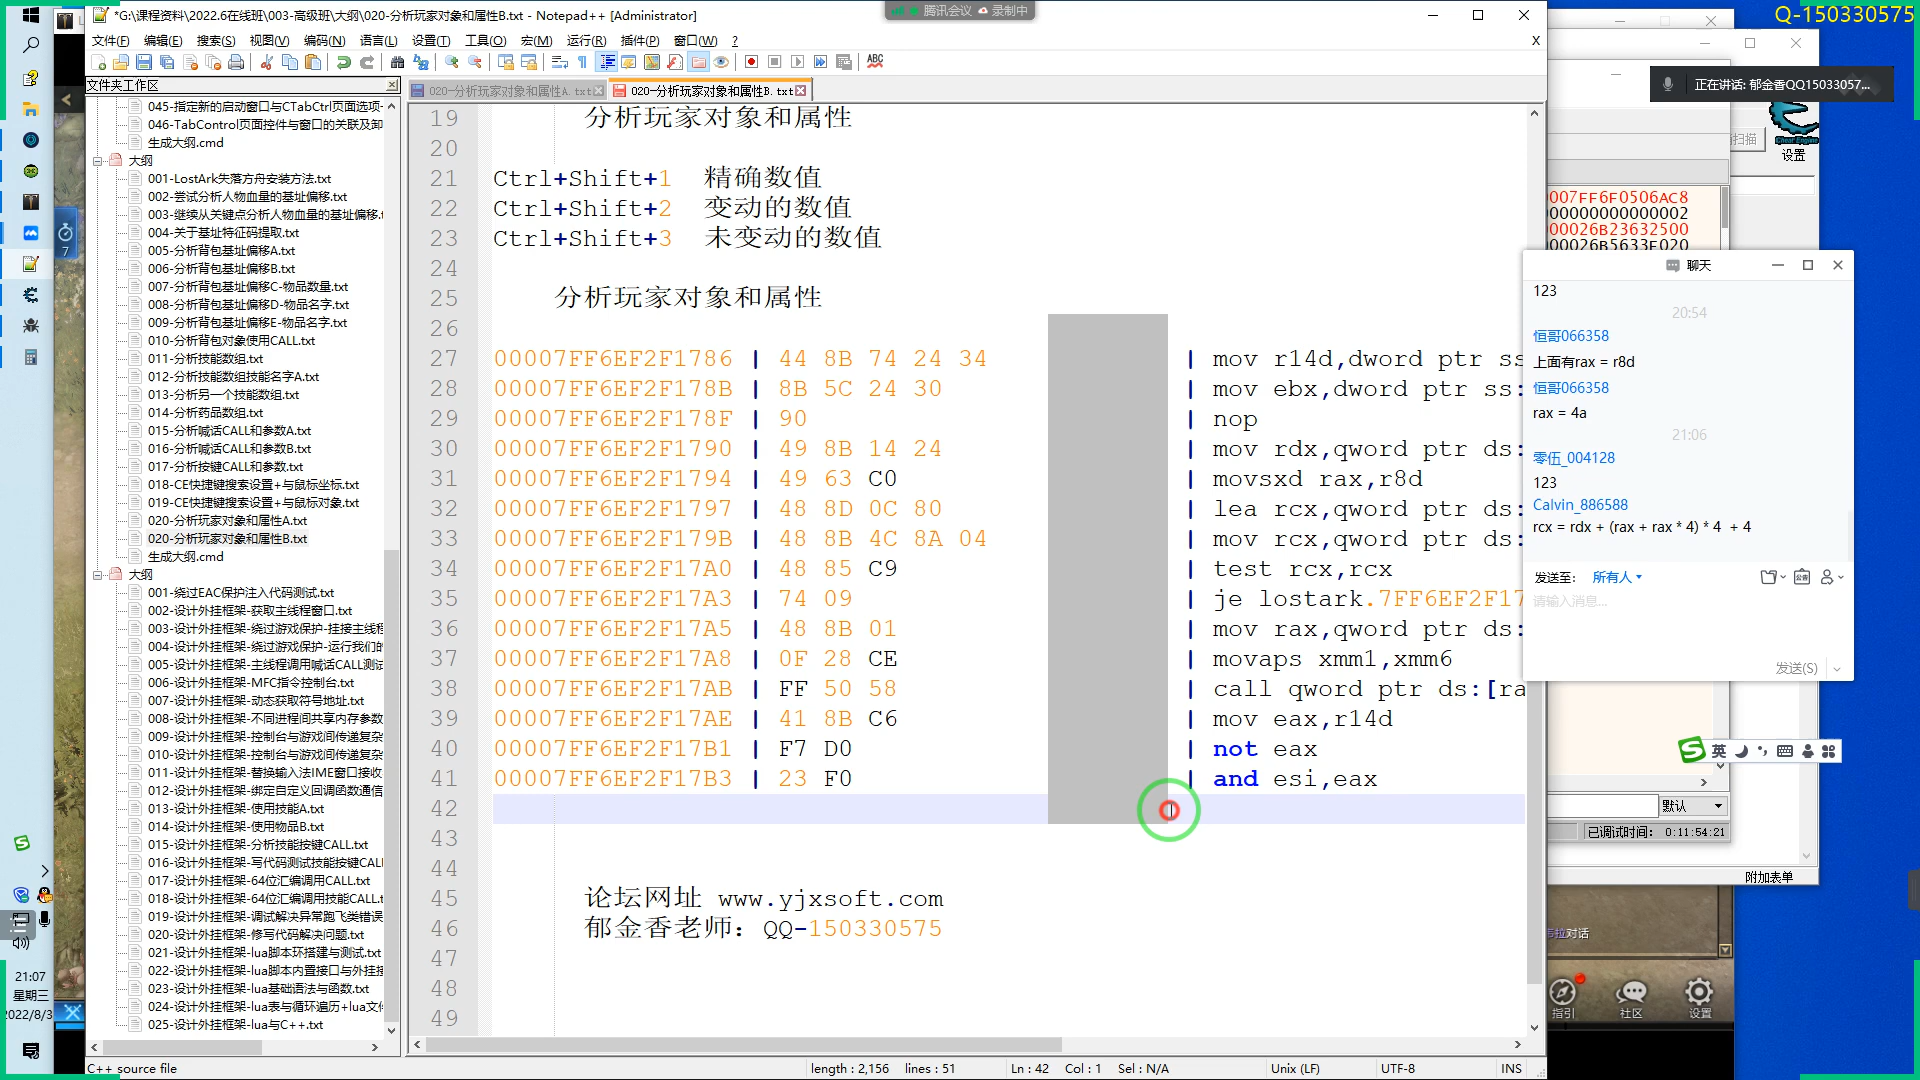 *G:\课程资料\2022.6在线班\003-高级班\大纲\020-分析玩家对象和属性B.txt - Notepad++ [Administrator]
腾讯会议 录制中
Q-150330575
文件(F) 编辑(E) 搜索(S) 视图(V) 编码(N) 语言(L) 设置(T) 工具(O) 宏(M) 运行(R) 插件(P) 窗口(W) ? X
文件夹工作区
020-分析玩家对象和属性A.txt
020-分析玩家对象和属性B.txt
正在讲话: 郁金香QQ15033057...
045-指定新的启动窗口与CTabCtrl页面选项-
046-TabControl页面控件与窗口的关联及卸
生成大纲.cmd
大纲
001-LostArk失落方舟安装方法.txt
002-尝试分析人物血量的基址偏移.txt
003-继续从关键点分析人物血量的基址偏移.t
004-关于基址特征码提取.txt
005-分析背包基址偏移A.txt
006-分析背包基址偏移B.txt
007-分析背包基址偏移C-物品数量.txt
008-分析背包基址偏移D-物品名字.txt
009-分析背包基址偏移E-物品名字.txt
010-分析背包对象使用CALL.txt
011-分析技能数组.txt
012-分析技能数组技能名字A.txt
013-分析另一个技能数组.txt
014-分析药品数组.txt
015-分析喊话CALL和参数A.txt
016-分析喊话CALL和参数B.txt
017-分析按键CALL和参数.txt
018-CE快捷键搜索设置+与鼠标坐标.txt
019-CE快捷键搜索设置+与鼠标对象.txt
020-分析玩家对象和属性A.txt
020-分析玩家对象和属性B.txt
生成大纲.cmd
大纲
001-绕过EAC保护注入代码测试.txt
002-设计外挂框架-获取主线程窗口.txt
003-设计外挂框架-绕过游戏保护-挂接主线程
004-设计外挂框架-绕过游戏保护-运行我们的
005-设计外挂框架-主线程调用喊话CALL测试
006-设计外挂框架-MFC指令控制台.txt
007-设计外挂框架-动态获取符号地址.txt
008-设计外挂框架-不同进程间共享内存参数
009-设计外挂框架-控制台与游戏间传递复杂
010-设计外挂框架-控制台与游戏间传递复杂
011-设计外挂框架-替换输入法IME窗口接收
012-设计外挂框架-绑定自定义回调函数通信
013-设计外挂框架-使用技能A.txt
014-设计外挂框架-使用物品B.txt
015-设计外挂框架-分析技能按键CALL.txt
016-设计外挂框架-写代码测试技能按键CALL
017-设计外挂框架-64位汇编调用CALL.txt
018-设计外挂框架-64位汇编调用技能CALL.t
019-设计外挂框架-调试解决异常跑飞类错误
020-设计外挂框架-修写代码解决问题.txt
021-设计外挂框架-lua脚本环搭建与测试.txt
022-设计外挂框架-lua脚本内置接口与外挂接
023-设计外挂框架-lua基础语法与函数.txt
024-设计外挂框架-lua表与循环遍历+lua文件
025-设计外挂框架-lua与C++.txt
19 分析玩家对象和属性
20
21 Ctrl+Shift+1 精确数值
22 Ctrl+Shift+2 变动的数值
23 Ctrl+Shift+3 未变动的数值
24
25 分析玩家对象和属性
26
27 00007FF6EF2F1786 | 44 8B 74 24 34 | mov r14d,dword ptr ss
28 00007FF6EF2F178B | 8B 5C 24 30 | mov ebx,dword ptr ss:
29 00007FF6EF2F178F | 90 | nop
30 00007FF6EF2F1790 | 49 8B 14 24 | mov rdx,qword ptr ds:
31 00007FF6EF2F1794 | 49 63 C0 | movsxd rax,r8d
32 00007FF6EF2F1797 | 48 8D 0C 80 | lea rcx,qword ptr ds:
33 00007FF6EF2F179B | 48 8B 4C 8A 04 | mov rcx,qword ptr ds:
34 00007FF6EF2F17A0 | 48 85 C9 | test rcx,rcx
35 00007FF6EF2F17A3 | 74 09 | je lostark.7FF6EF2F17
36 00007FF6EF2F17A5 | 48 8B 01 | mov rax,qword ptr ds:
37 00007FF6EF2F17A8 | 0F 28 CE | movaps xmm1,xmm6
38 00007FF6EF2F17AB | FF 50 58 | call qword ptr ds:[ra
39 00007FF6EF2F17AE | 41 8B C6 | mov eax,r14d
40 00007FF6EF2F17B1 | F7 D0 | not eax
41 00007FF6EF2F17B3 | 23 F0 | and esi,eax
42
43
44
45 论坛网址 www.yjxsoft.com
46 郁金香老师: QQ-150330575
47
48
49
C++ source file length : 2,156 lines : 51 Ln : 42 Col : 1 Sel : N/A Unix (LF) UTF-8 INS
扫描
设置
007FF6F0506AC8
000000000000002
00026B23632500
00026B5633F020
聊天
123
20:54
恒哥066358
上面有rax = r8d
恒哥066358
rax = 4a
21:06
零伍_004128
123
Calvin_886588
rcx = rdx + (rax + rax * 4) * 4 + 4
发送至: 所有人
请输入消息...
发送(S)
英
默认
已调试时间: 0:11:54:21
附加表单
对话
指引 社区 设置
7
21:07
星期三
2022/8/3